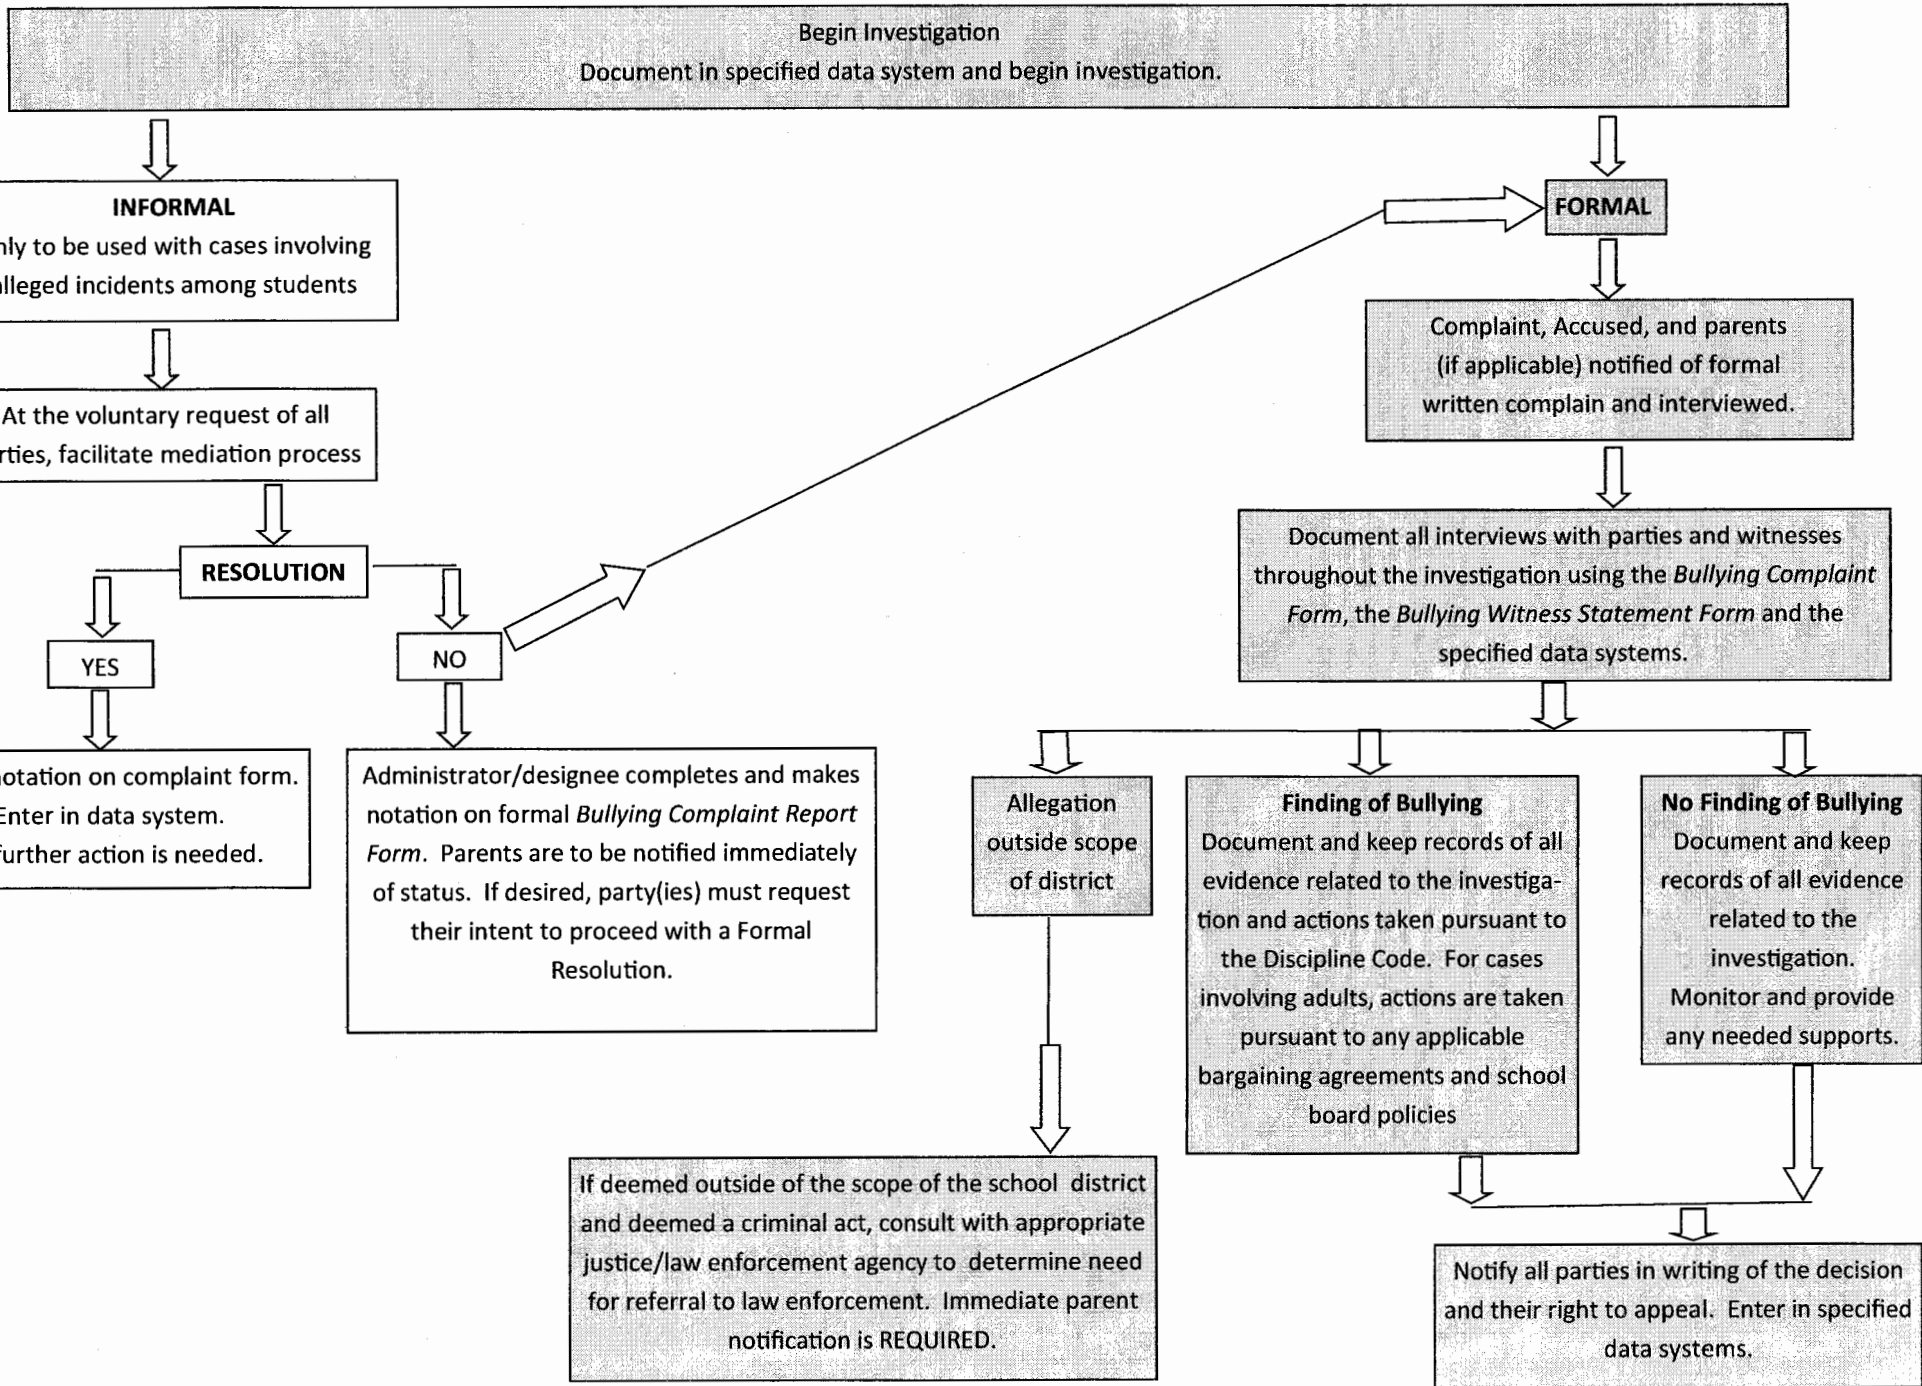 Begin Investigation
Document in specified data system and begin investigation.
INFORMAL
to be used with cases involving
alleged incidents among students
At the voluntary request of all
facilitate mediation process
RESOLUTION
YES
NO
notation on complaint form.
Enter in data system.
further action is needed.
Administrator/designee completes and makes
notation on formal Bullying Complaint Report
Form. Parents are to be notified immediately
of status. If desired, party(ies) must request
their intent to proceed with a Formal
Resolution.
FORMAL
Complaint, Accused, and parents
(if applicable) notified of formal
written complain and interviewed.
Document all interviews with parties and witnesses
throughout the investigation using the Bullying Complaint
Form, the Bullying Witness Statement Form and the
specified data systems.
Allegation
outside scope
of district
If deemed outside of the scope of the school district
and deemed a criminal act, consult with appropriate
justice/law enforcement agency to determine need
for referral to law enforcement. Immediate parent
notification is REQUIRED.
Finding of Bullying
Document and keep records of all
evidence related to the investiga-
tion and actions taken pursuant to
the Discipline Code. For cases
involving adults, actions are taken
pursuant to any applicable
bargaining agreements and school
board policies
No Finding of Bullying
Document and keep
records of all evidence
related to the
investigation.
Monitor and provide
any needed supports.
Notify all parties in writing of the decision
and their right to appeal. Enter in specified
data systems.